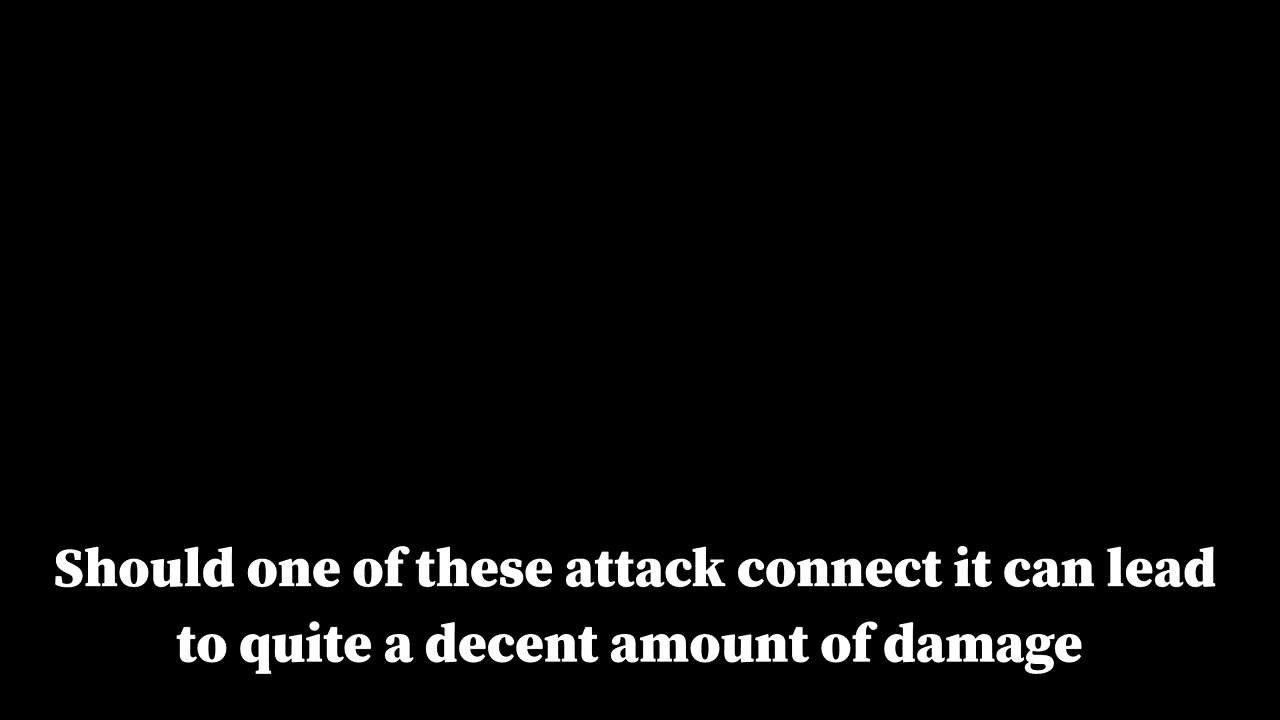 Should one of these attack connect it can lead
to quite a decent amount of damage